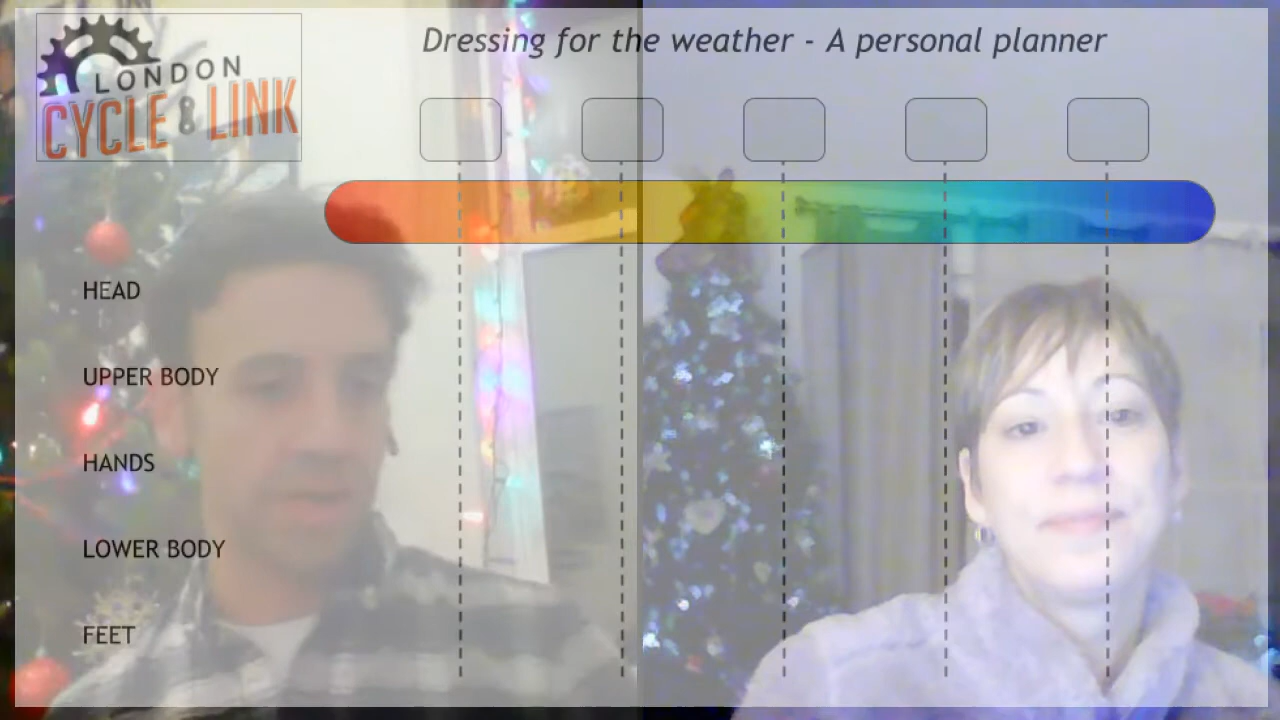 Dressing for the weather - A personal planner
LONDON
CYCLE LINK
HEAD
UPPER BODY
HANDS
LOWER BODY
FEET